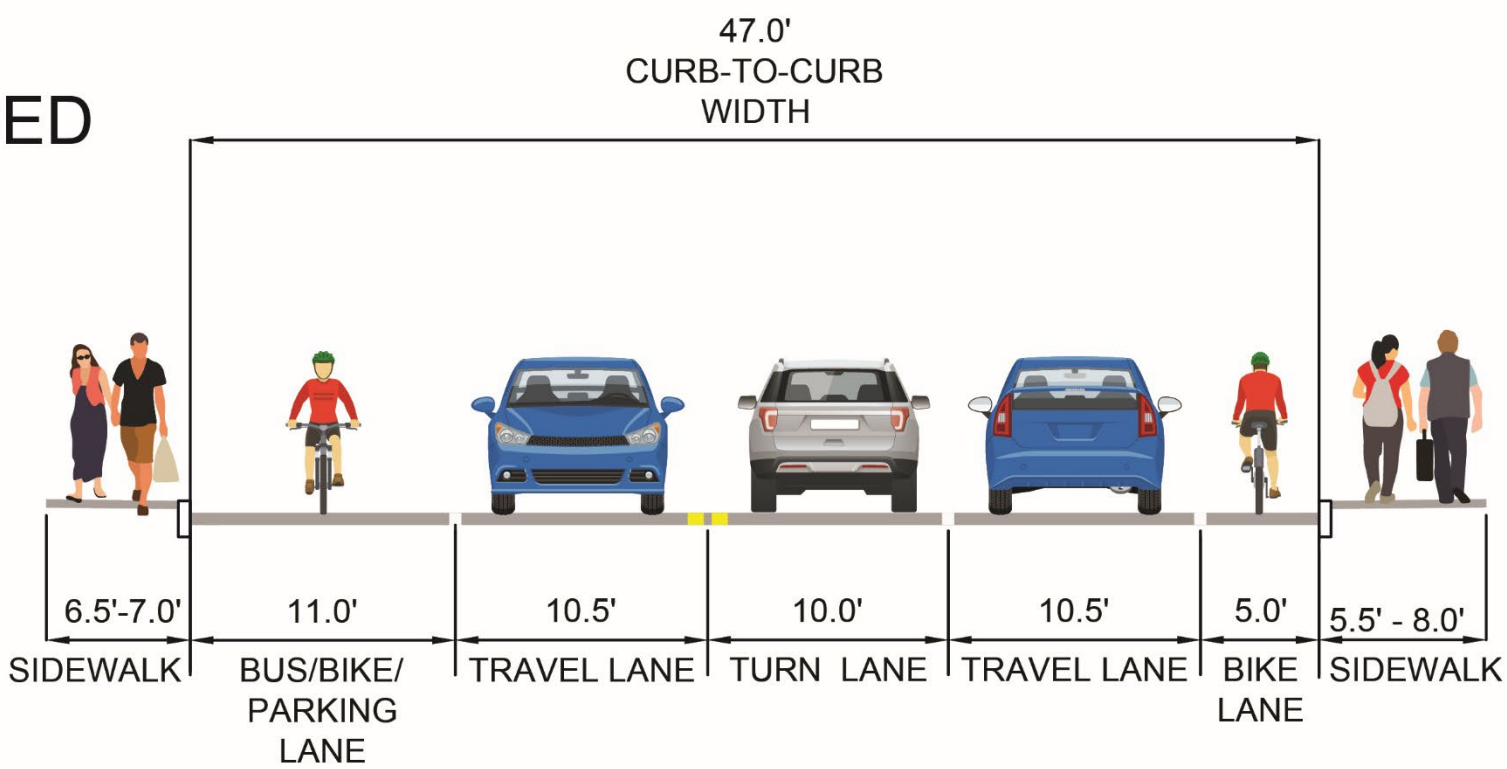 47.0'
CURB-TO-CURB
WIDTH
ED
6.5'-7.0'
11.0'
10.5'
10.0'
10.5'
5.0'
5.5' - 8.0'
SIDEWALK
BUS/BIKE/
PARKING
LANE
TRAVEL LANE
TURN LANE
TRAVEL LANE
BIKE
LANE
SIDEWALK